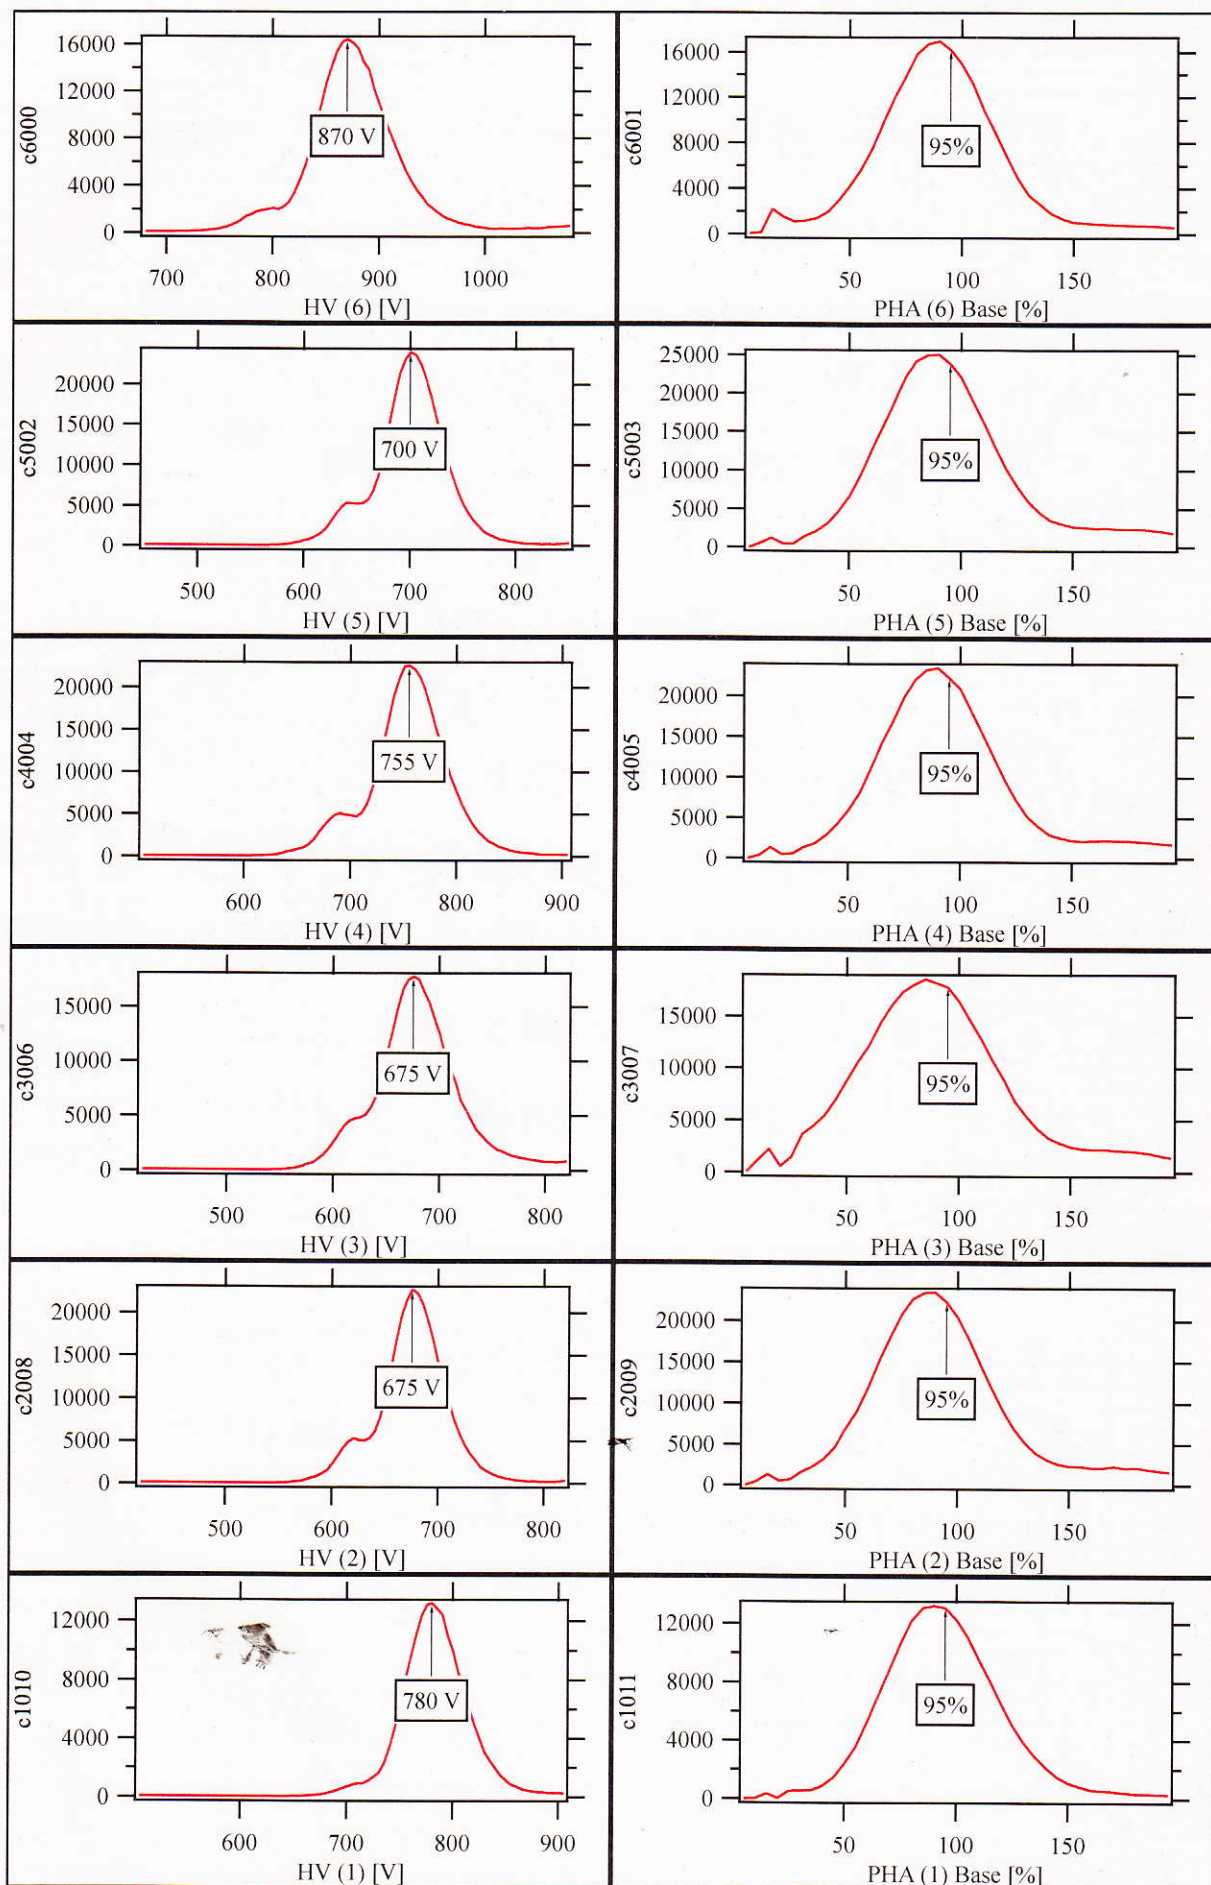 c6000
16000
12000
8000
4000
0
870 V
700 800 900 1000
HV (6) [V]
c6001
16000
12000
8000
4000
0
95%
50 100 150
PHA (6) Base [%]
c5002
20000
15000
10000
5000
0
700 V
500 600 700 800
HV (5) [V]
c5003
25000
20000
15000
10000
5000
0
95%
50 100 150
PHA (5) Base [%]
c4004
20000
15000
10000
5000
0
755 V
600 700 800 900
HV (4) [V]
c4005
20000
15000
10000
5000
0
95%
50 100 150
PHA (4) Base [%]
c3006
15000
10000
5000
0
675 V
500 600 700 800
HV (3) [V]
c3007
15000
10000
5000
0
95%
50 100 150
PHA (3) Base [%]
c2008
20000
15000
10000
5000
0
675 V
500 600 700 800
HV (2) [V]
c2009
20000
15000
10000
5000
0
95%
50 100 150
PHA (2) Base [%]
c1010
12000
8000
4000
0
780 V
600 700 800 900
HV (1) [V]
c1011
12000
8000
4000
0
95%
50 100 150
PHA (1) Base [%]